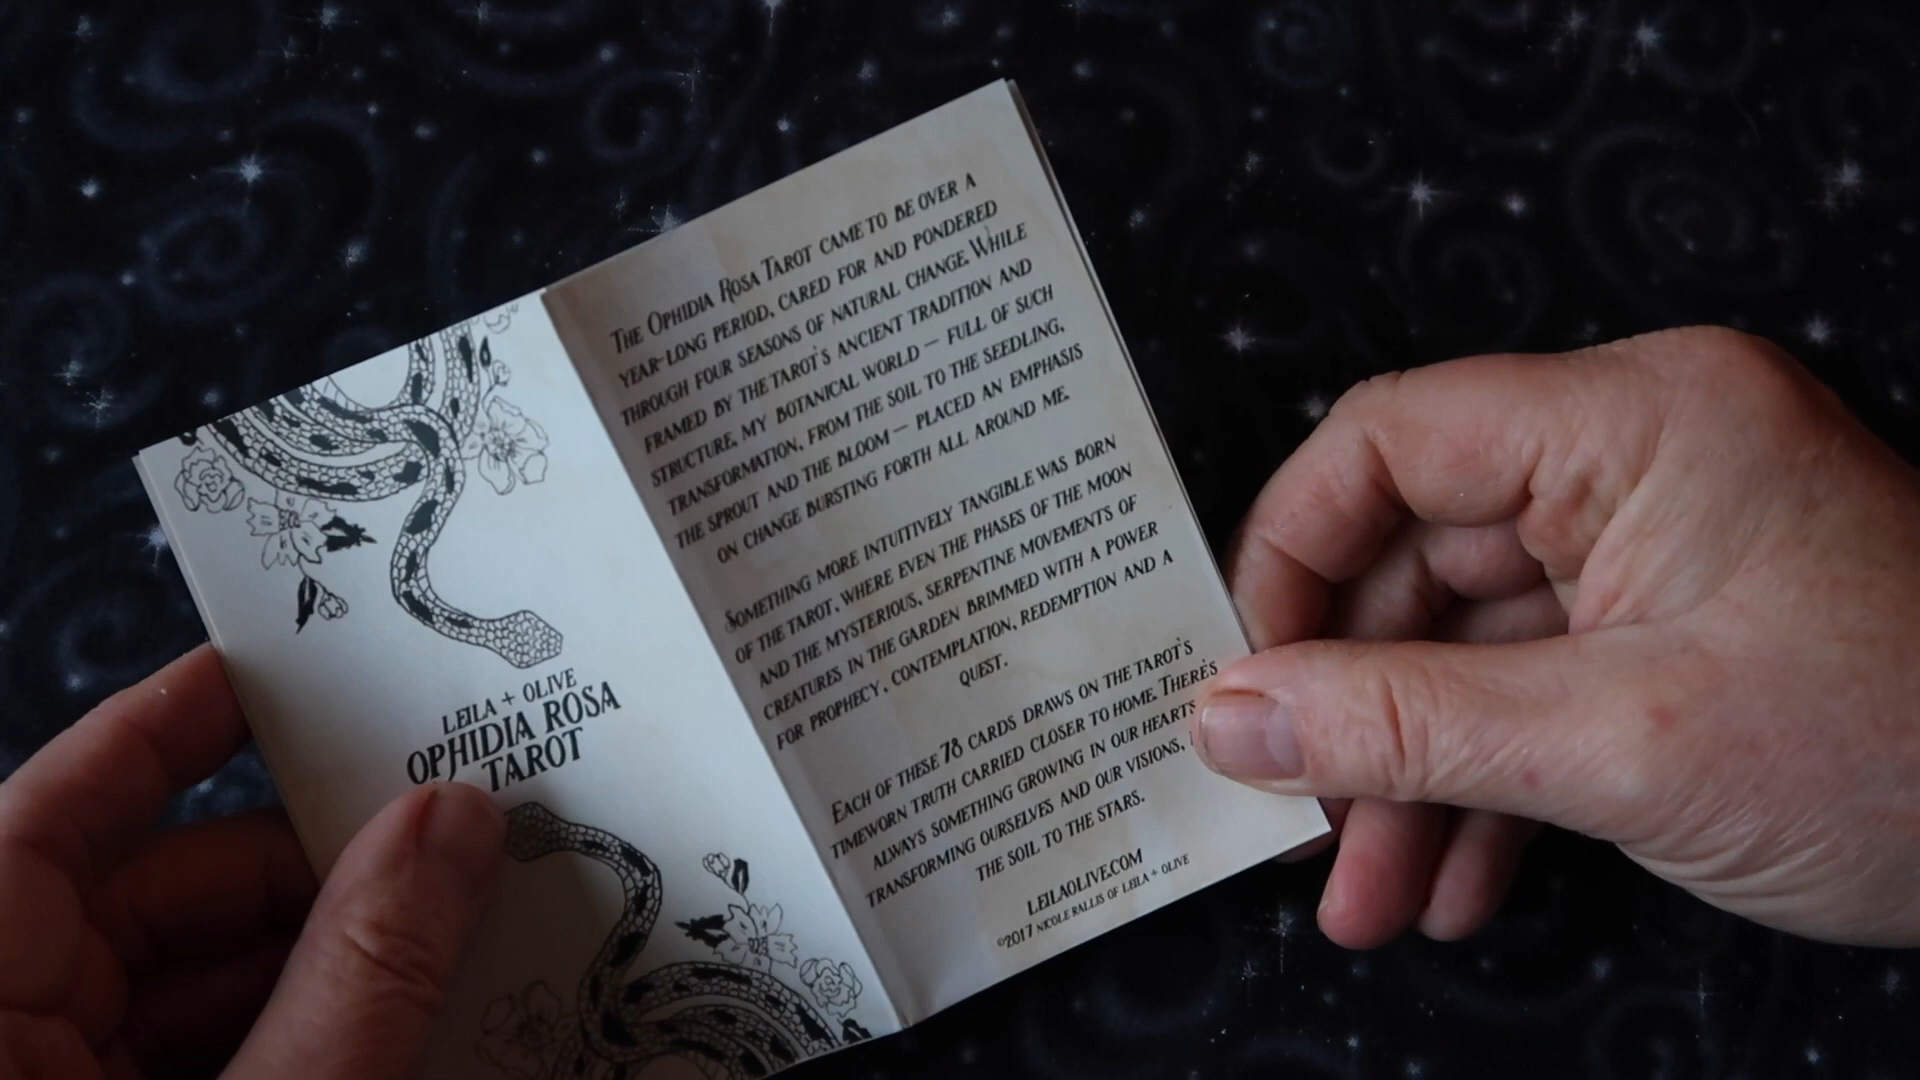 LEILA + OLIVE
OPHIDIA ROSA
TAROT
THE OPHIDIA ROSA TAROT CAME TO BE OVER A
YEAR-LONG PERIOD, CARED FOR AND PONDERED
THROUGH FOUR SEASONS OF NATURAL CHANGE. WHILE
FRAMED BY THE TAROT'S ANCIENT TRADITION AND
STRUCTURE, MY BOTANICAL WORLD — FULL OF SUCH
TRANSFORMATION, FROM THE SOIL TO THE SEEDLING,
THE SPROUT AND THE BLOOM — PLACED AN EMPHASIS
ON CHANGE BURSTING FORTH ALL AROUND ME.
SOMETHING MORE INTUITIVELY TANGIBLE WAS BORN
OF THE TAROT, WHERE EVEN THE PHASES OF THE MOON
AND THE MYSTERIOUS, SERPENTINE MOVEMENTS OF
CREATURES IN THE GARDEN BRIMMED WITH A POWER
FOR PROPHECY, CONTEMPLATION, REDEMPTION AND A
QUEST.
EACH OF THESE 78 CARDS DRAWS ON THE TAROT'S
TIMEWORN TRUTH CARRIED CLOSER TO HOME. THERE'S
ALWAYS SOMETHING GROWING IN OUR HEARTS
TRANSFORMING OURSELVES AND OUR VISIONS,
THE SOIL TO THE STARS.
LEILAOLIVE.COM
©2017 NICOLE RALLIS OF LEILA + OLIVE